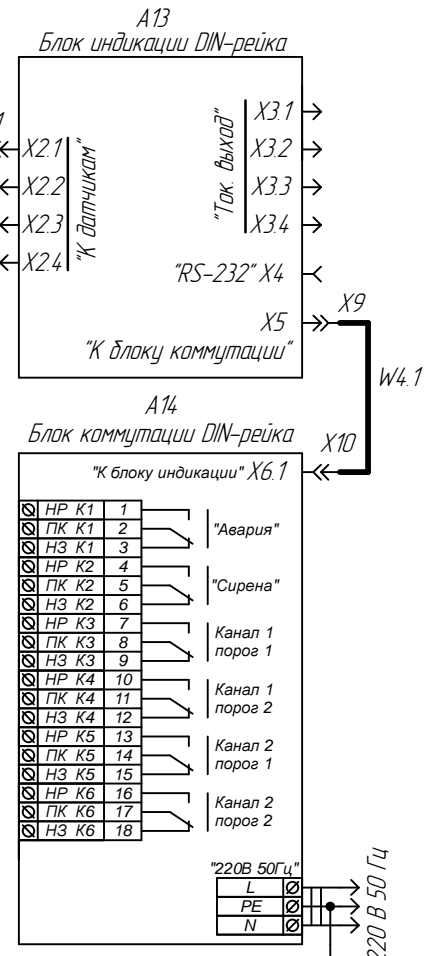 А13
Блок индикации DIN-рейка
X2.1
X2.2
X2.3
X2.4
"К датчикам"
"Ток. выход"
X3.1
X3.2
X3.3
X3.4
"RS-232" X4
X5
"К блоку коммутации"
X9
W4.1
X10
А14
Блок коммутации DIN-рейка
"К блоку индикации" X6.1
НР К1 1
ПК К1 2
НЗ К1 3
"Авария"
НР К2 4
ПК К2 5
НЗ К2 6
"Сирена"
НР К3 7
ПК К3 8
НЗ К3 9
Канал 1
порог 1
НР К4 10
ПК К4 11
НЗ К4 12
Канал 1
порог 2
НР К5 13
ПК К5 14
НЗ К5 15
Канал 2
порог 1
НР К6 16
ПК К6 17
НЗ К6 18
Канал 2
порог 2
"220В 50Гц"
L
PE
N
220 В 50 Гц